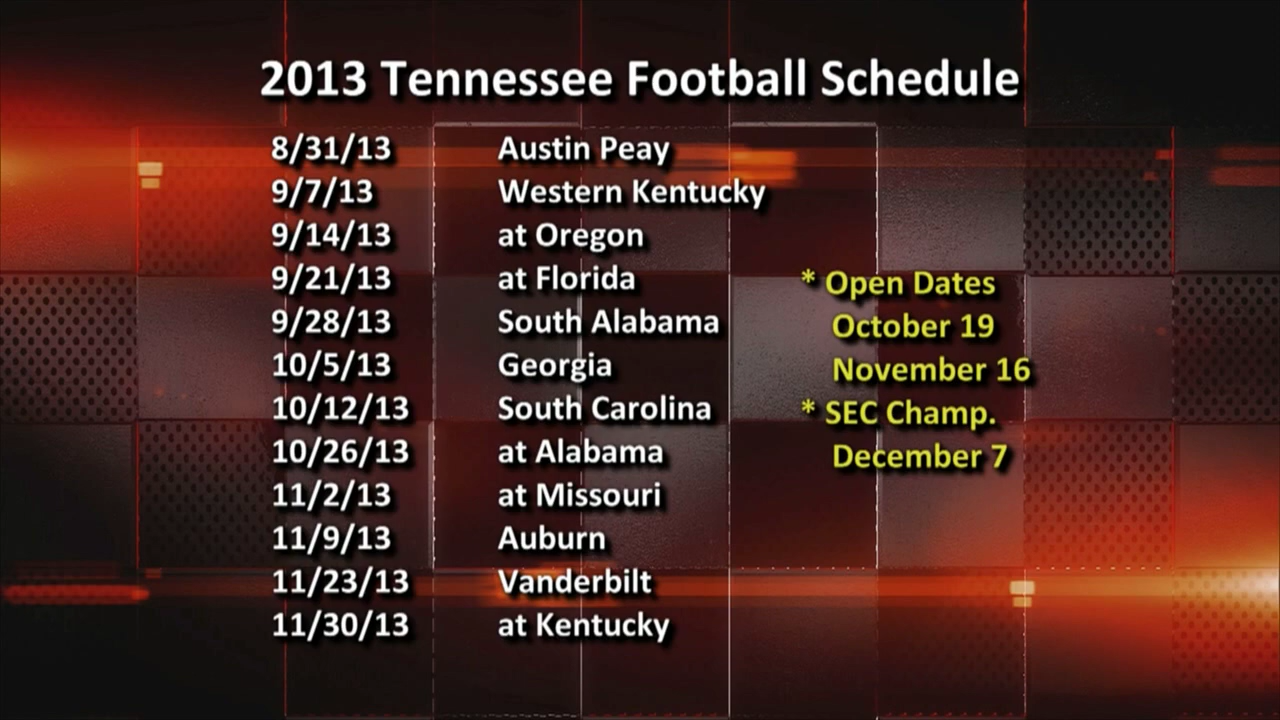 2013 Tennessee Football Schedule
8/31/13 Austin Peay
9/7/13 Western Kentucky
9/14/13 at Oregon
9/21/13 at Florida
9/28/13 South Alabama
10/5/13 Georgia
10/12/13 South Carolina
10/26/13 at Alabama
11/2/13 at Missouri
11/9/13 Auburn
11/23/13 Vanderbilt
11/30/13 at Kentucky
* Open Dates
October 19
November 16
* SEC Champ.
December 7